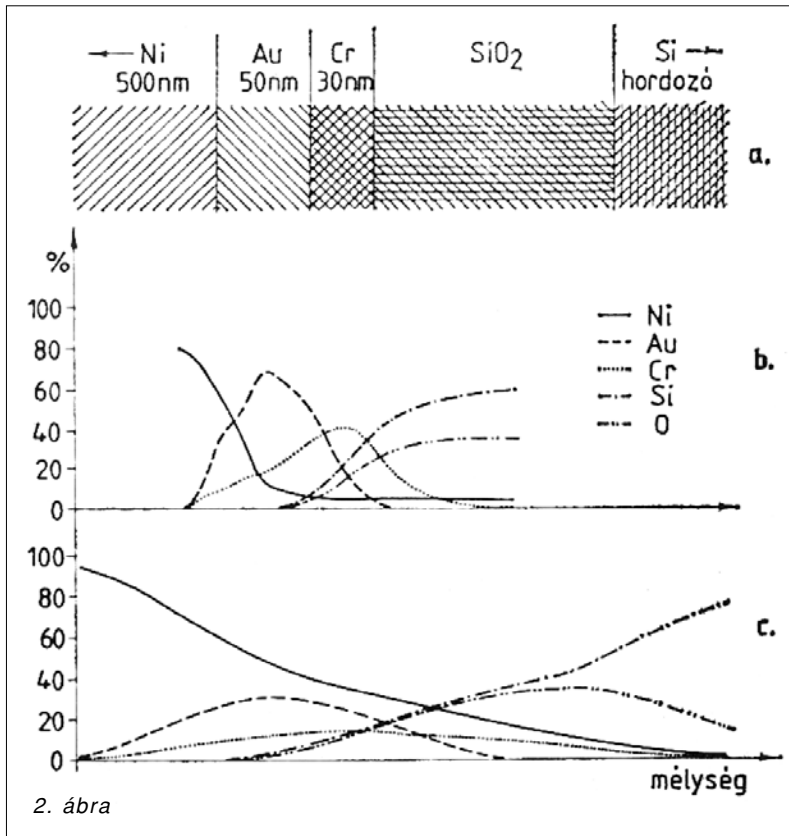 ← Ni Au Cr SiO2 Si →
500nm 50nm 30nm hordozó
a.
%
100
80
60
40
20
0
Ni
Au
Cr
Si
O
b.
100
80
60
40
20
0
c.
mélység
2. ábra